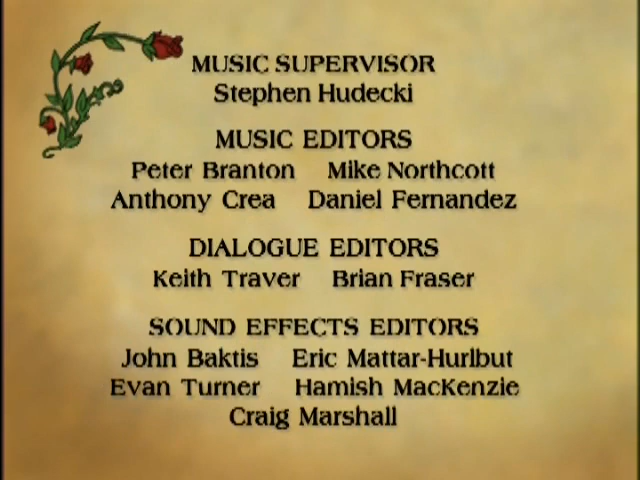 MUSIC SUPERVISOR
Stephen Hudecki
MUSIC EDITORS
Peter Branton Mike Northcott
Anthony Crea Daniel Fernandez
DIALOGUE EDITORS
Keith Traver Brian Fraser
SOUND EFFECTS EDITORS
John Baktis Eric Mattar-Hurlbut
Evan Turner Hamish MacKenzie
Craig Marshall